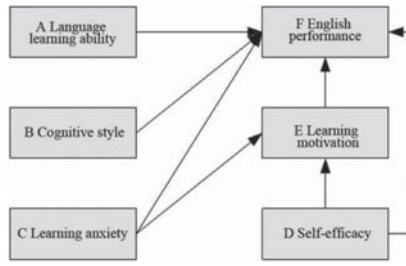 A Language
learning ability
F English
performance
B Cognitive style
E Learning
motivation
C Learning anxiety
D Self-efficacy